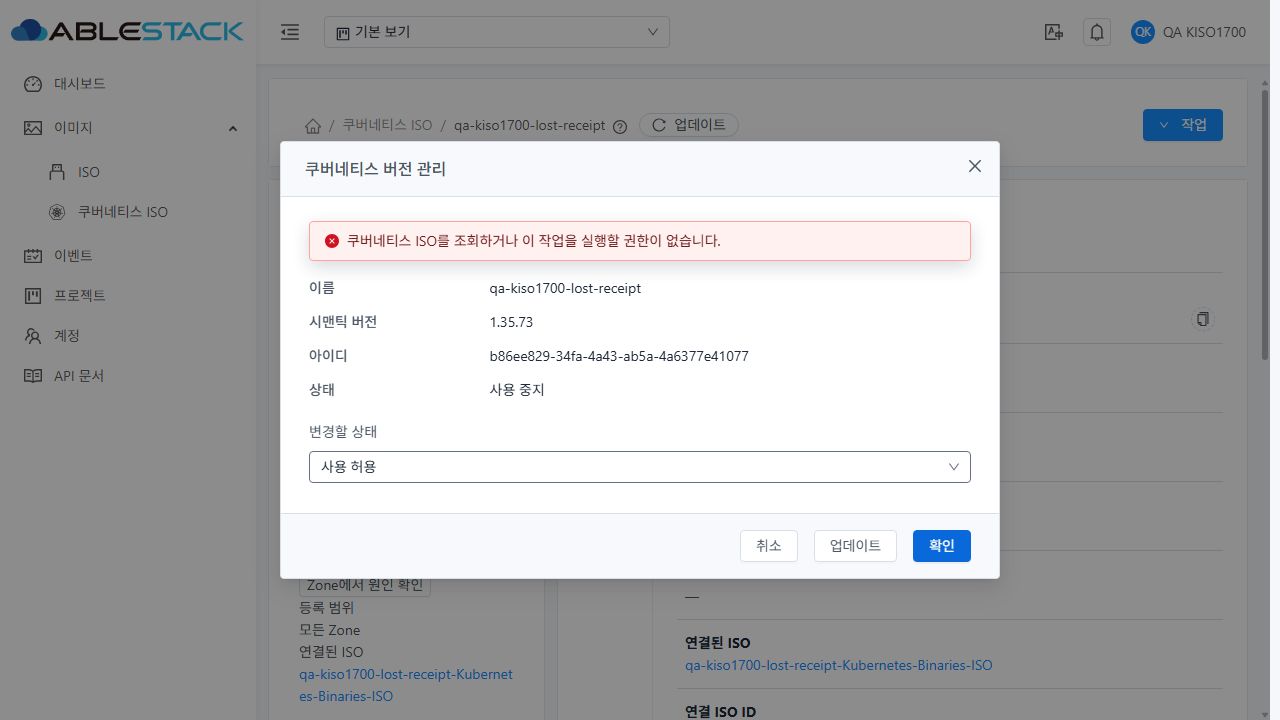 ABLESTACK
기본 보기
QK
QA KISO1700
대시보드
이미지
ISO
쿠버네티스 ISO
이벤트
프로젝트
계정
API 문서
/ 쿠버네티스 ISO / qa-kiso1700-lost-receipt
업데이트
작업
쿠버네티스 버전 관리
쿠버네티스 ISO를 조회하거나 이 작업을 실행할 권한이 없습니다.
이름 qa-kiso1700-lost-receipt
시맨틱 버전 1.35.73
아이디 b86ee829-34fa-4a43-ab5a-4a6377e41077
상태 사용 중지
변경할 상태
사용 허용
취소 업데이트 확인
Zone에서 원인 확인
등록 범위
모든 Zone
연결된 ISO
qa-kiso1700-lost-receipt-Kubernet
es-Binaries-ISO
—
연결된 ISO
qa-kiso1700-lost-receipt-Kubernetes-Binaries-ISO
연결 ISO ID